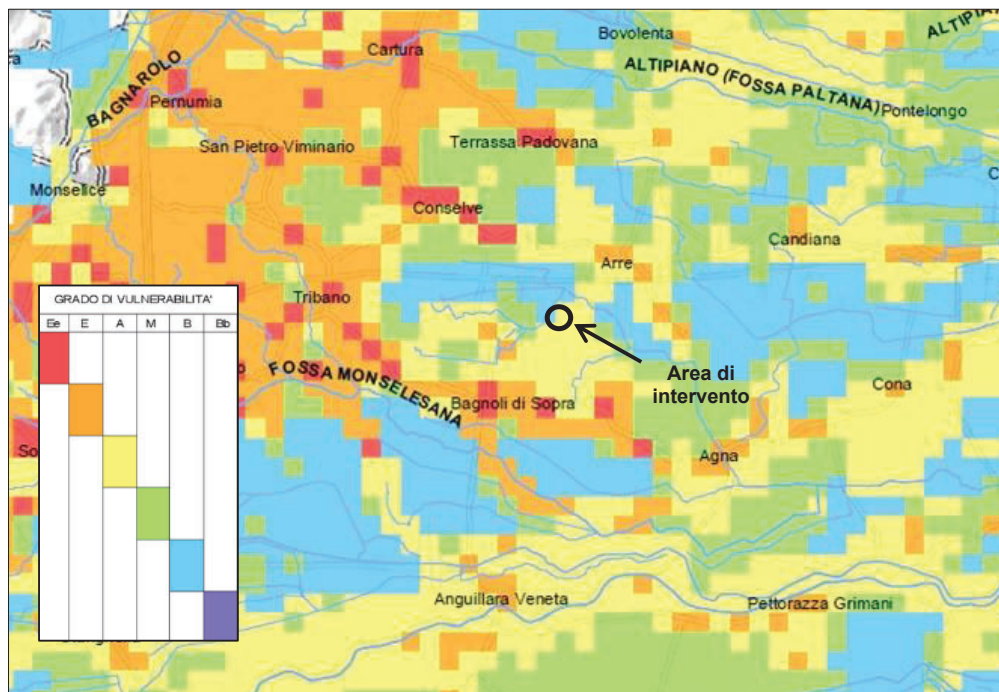 Bovolenta
ALTIPIANO
Cartura
BAGNAROLO
ALTIPIANO (FOSSA PALTANA)
Pernumia
Pontelongo
San Pietro Viminario
Terrassa Padovana
Monselice
Conselve
Candiana
Arre
GRADO DI VULNERABILITA'
Ee E A M B Bb
Tribano
FOSSA MONSELESANA
Area di
intervento
Cona
Bagnoli di Sopra
So
Agna
Anguillara Veneta
Pettorazza Grimani